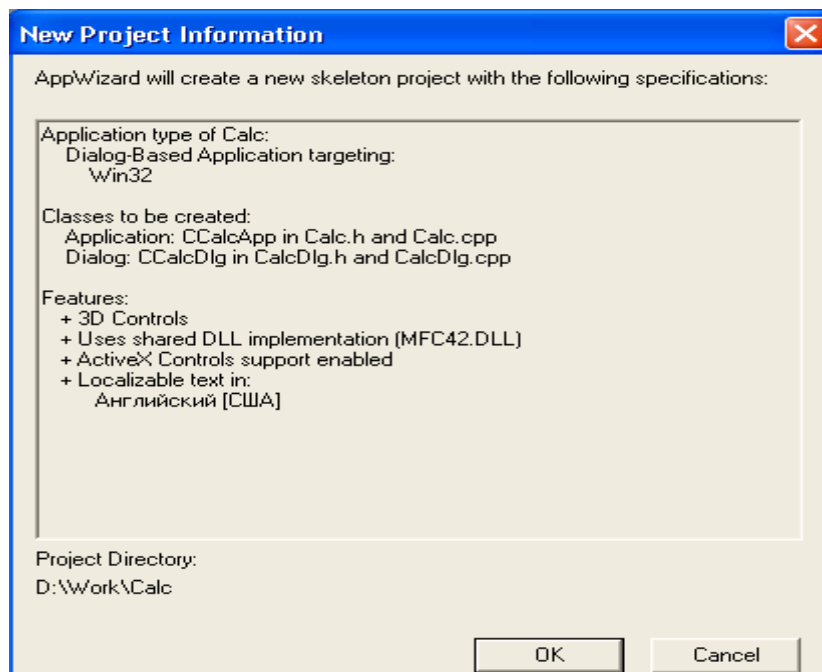 New Project Information
AppWizard will create a new skeleton project with the following specifications:
Application type of Calc:
Dialog-Based Application targeting:
Win32
Classes to be created:
Application: CCalcApp in Calc.h and Calc.cpp
Dialog: CCalcDlg in CalcDlg.h and CalcDlg.cpp
Features:
+ 3D Controls
+ Uses shared DLL implementation (MFC42.DLL)
+ ActiveX Controls support enabled
+ Localizable text in:
Английский [США]
Project Directory:
D:\Work\Calc
OK
Cancel